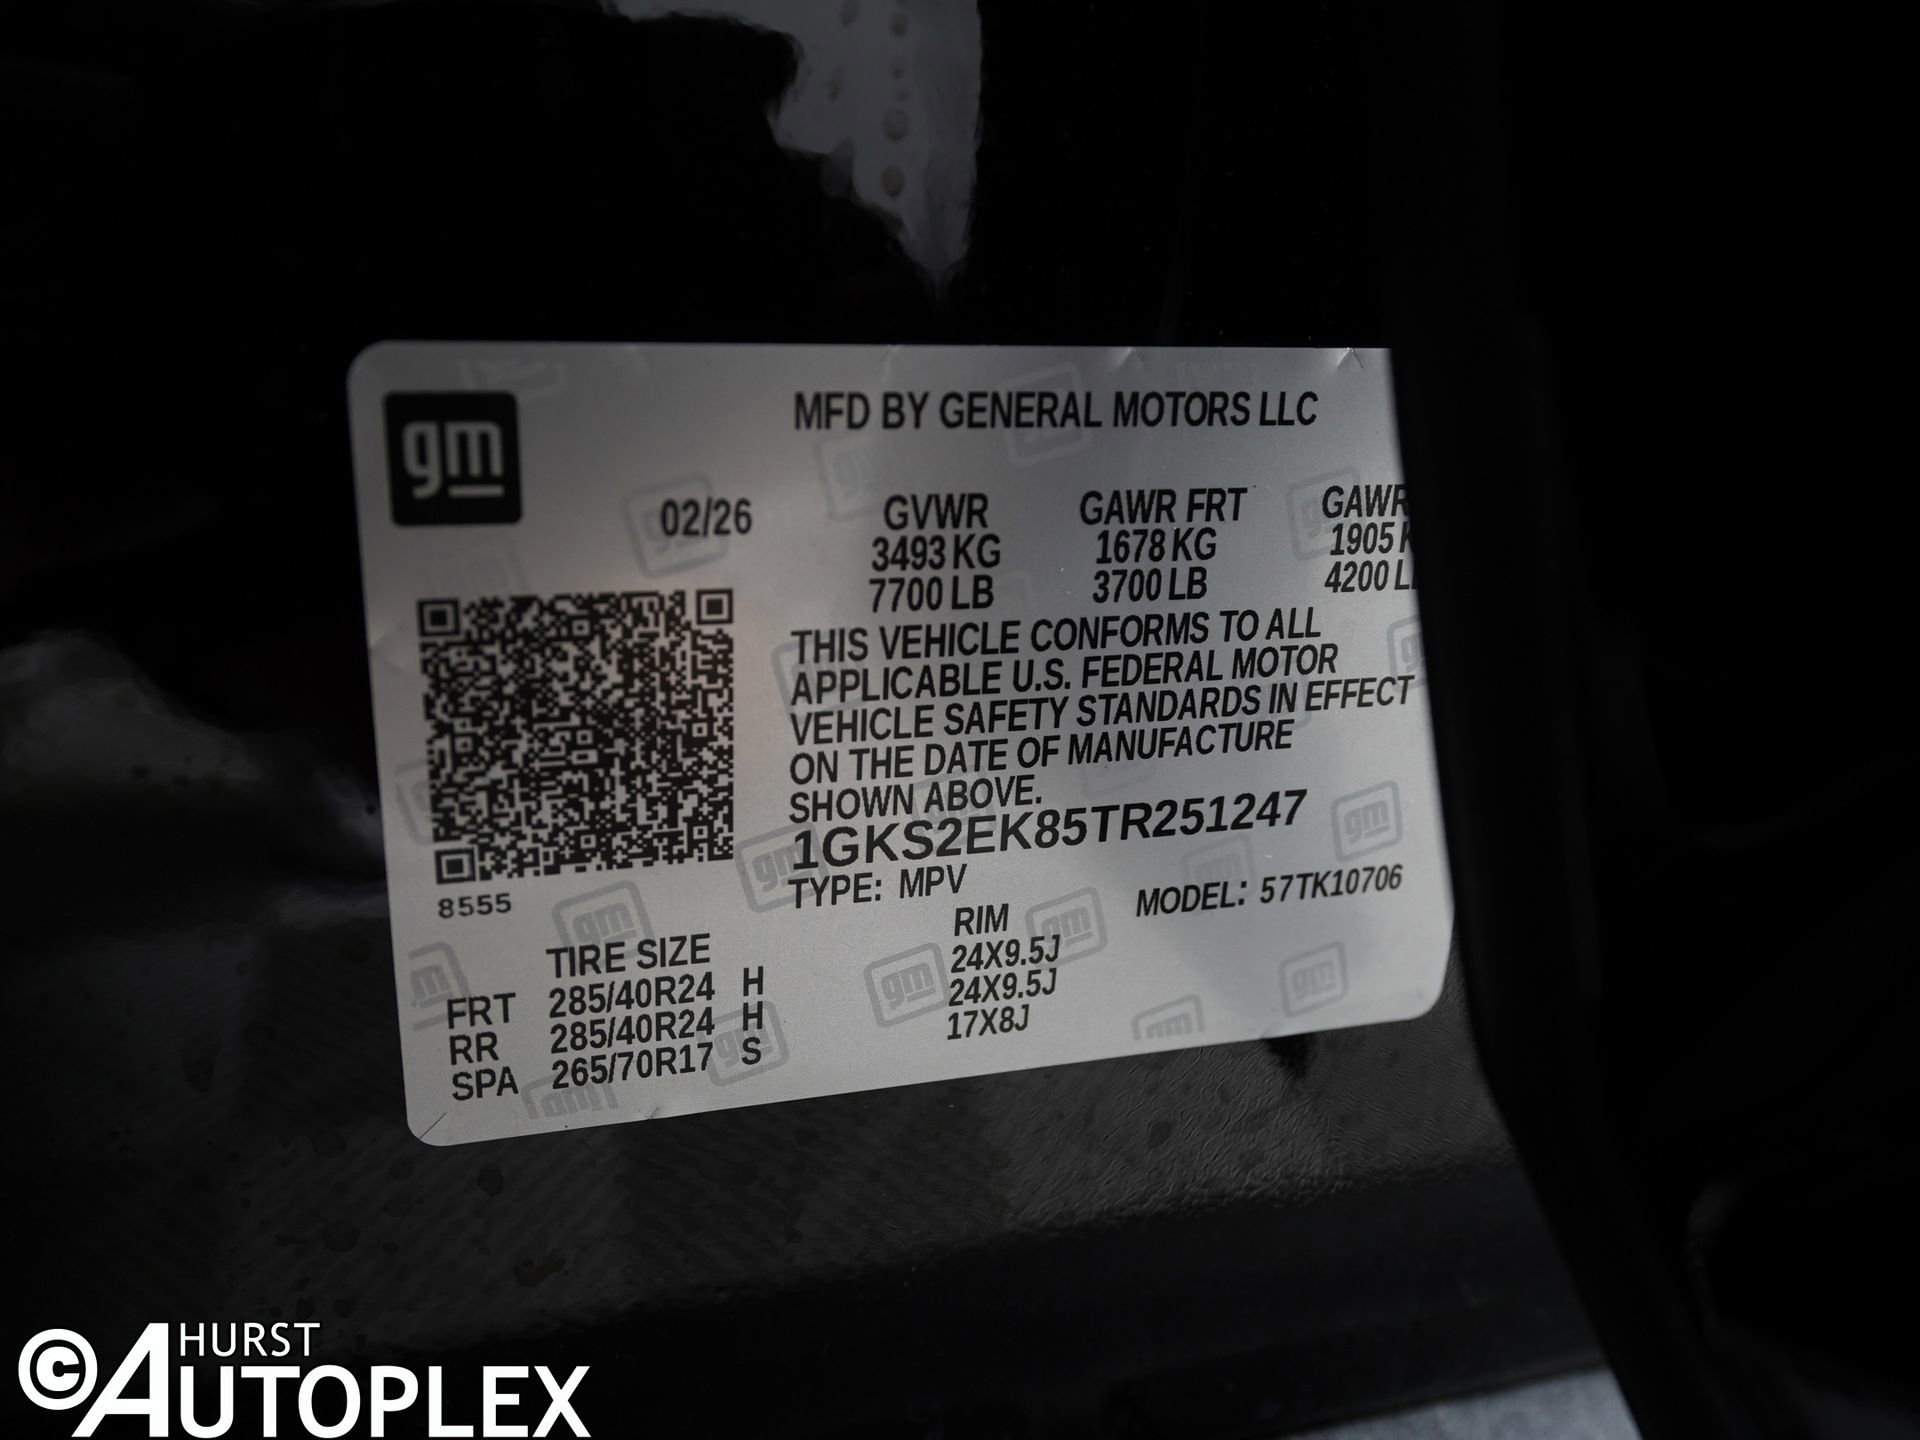 gm
MFD BY GENERAL MOTORS LLC
02/26 GVWR GAWR FRT GAWR
3493 KG 1678 KG 1905 K
7700 LB 3700 LB 4200 L
THIS VEHICLE CONFORMS TO ALL
APPLICABLE U.S. FEDERAL MOTOR
VEHICLE SAFETY STANDARDS IN EFFECT
ON THE DATE OF MANUFACTURE
SHOWN ABOVE.
1GKS2EK85TR251247
TYPE: MPV MODEL: 57TK10706
8555
TIRE SIZE RIM
FRT 285/40R24 H 24X9.5J
RR 285/40R24 H 24X9.5J
SPA 265/70R17 S 17X8J
© HURST
AUTOPLEX